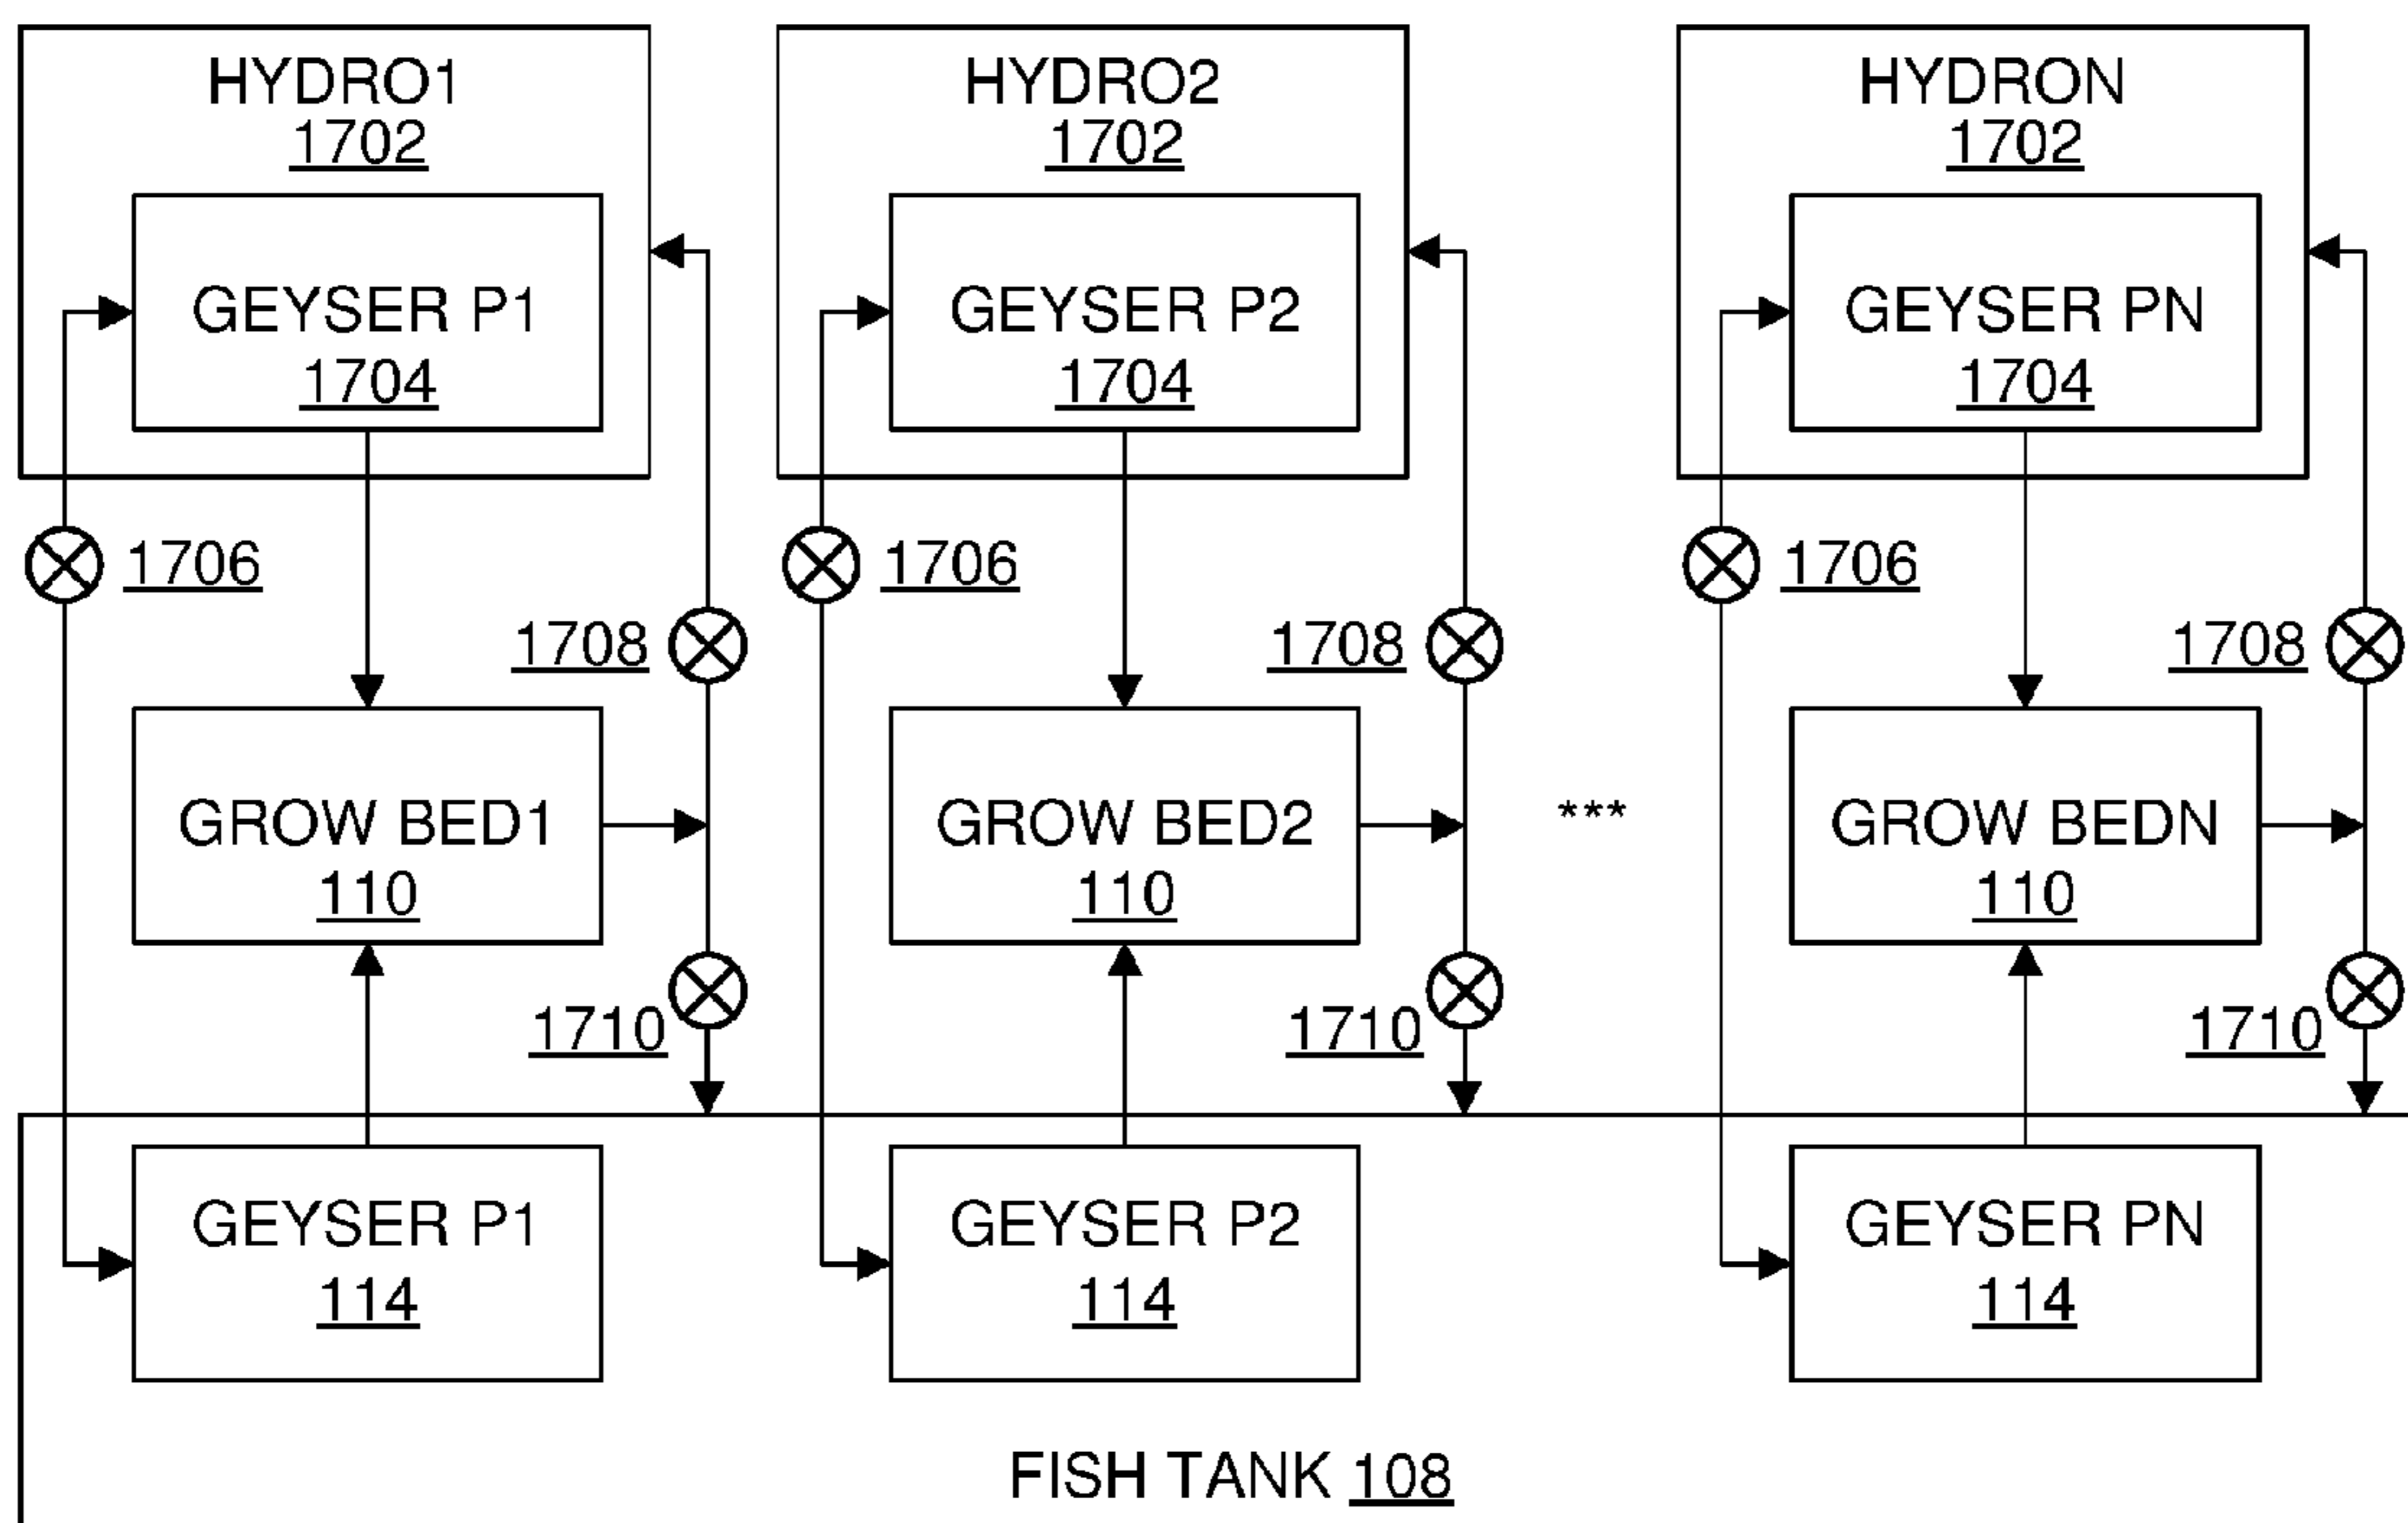 HYDRO1
1702
HYDRO2
1702
HYDRON
1702
GEYSER P1
1704
GEYSER P2
1704
GEYSER PN
1704
1706
1706
1706
1708
1708
1708
GROW BED1
110
GROW BED2
110
***
GROW BEDN
110
1710
1710
1710
GEYSER P1
114
GEYSER P2
114
GEYSER PN
114
FISH TANK 108